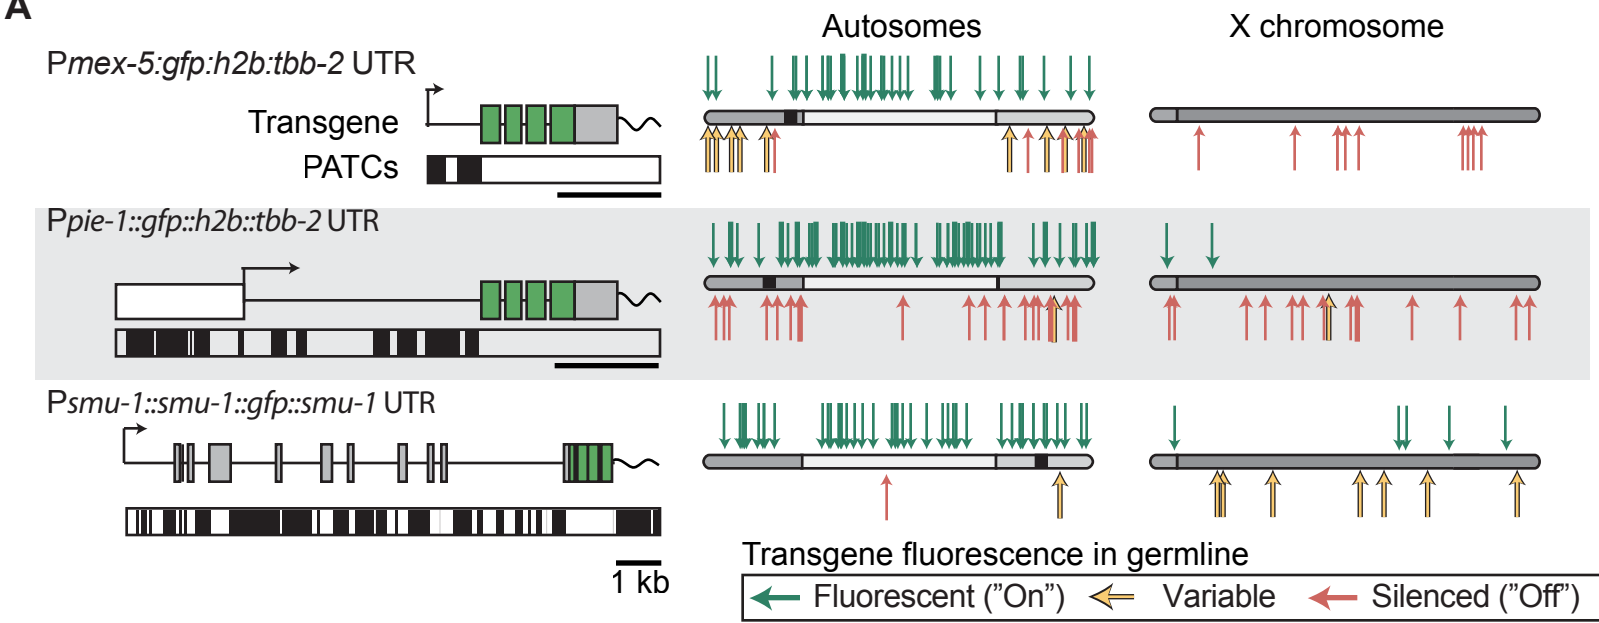 A
Autosomes
X chromosome
Pmex-5:gfp:h2b:tbb-2 UTR
Transgene
PATCs
Ppie-1::gfp::h2b::tbb-2 UTR
Psmu-1::smu-1::gfp::smu-1 UTR
1 kb
Transgene fluorescence in germline
Fluorescent (”On”)
Variable
Silenced (”Off”)